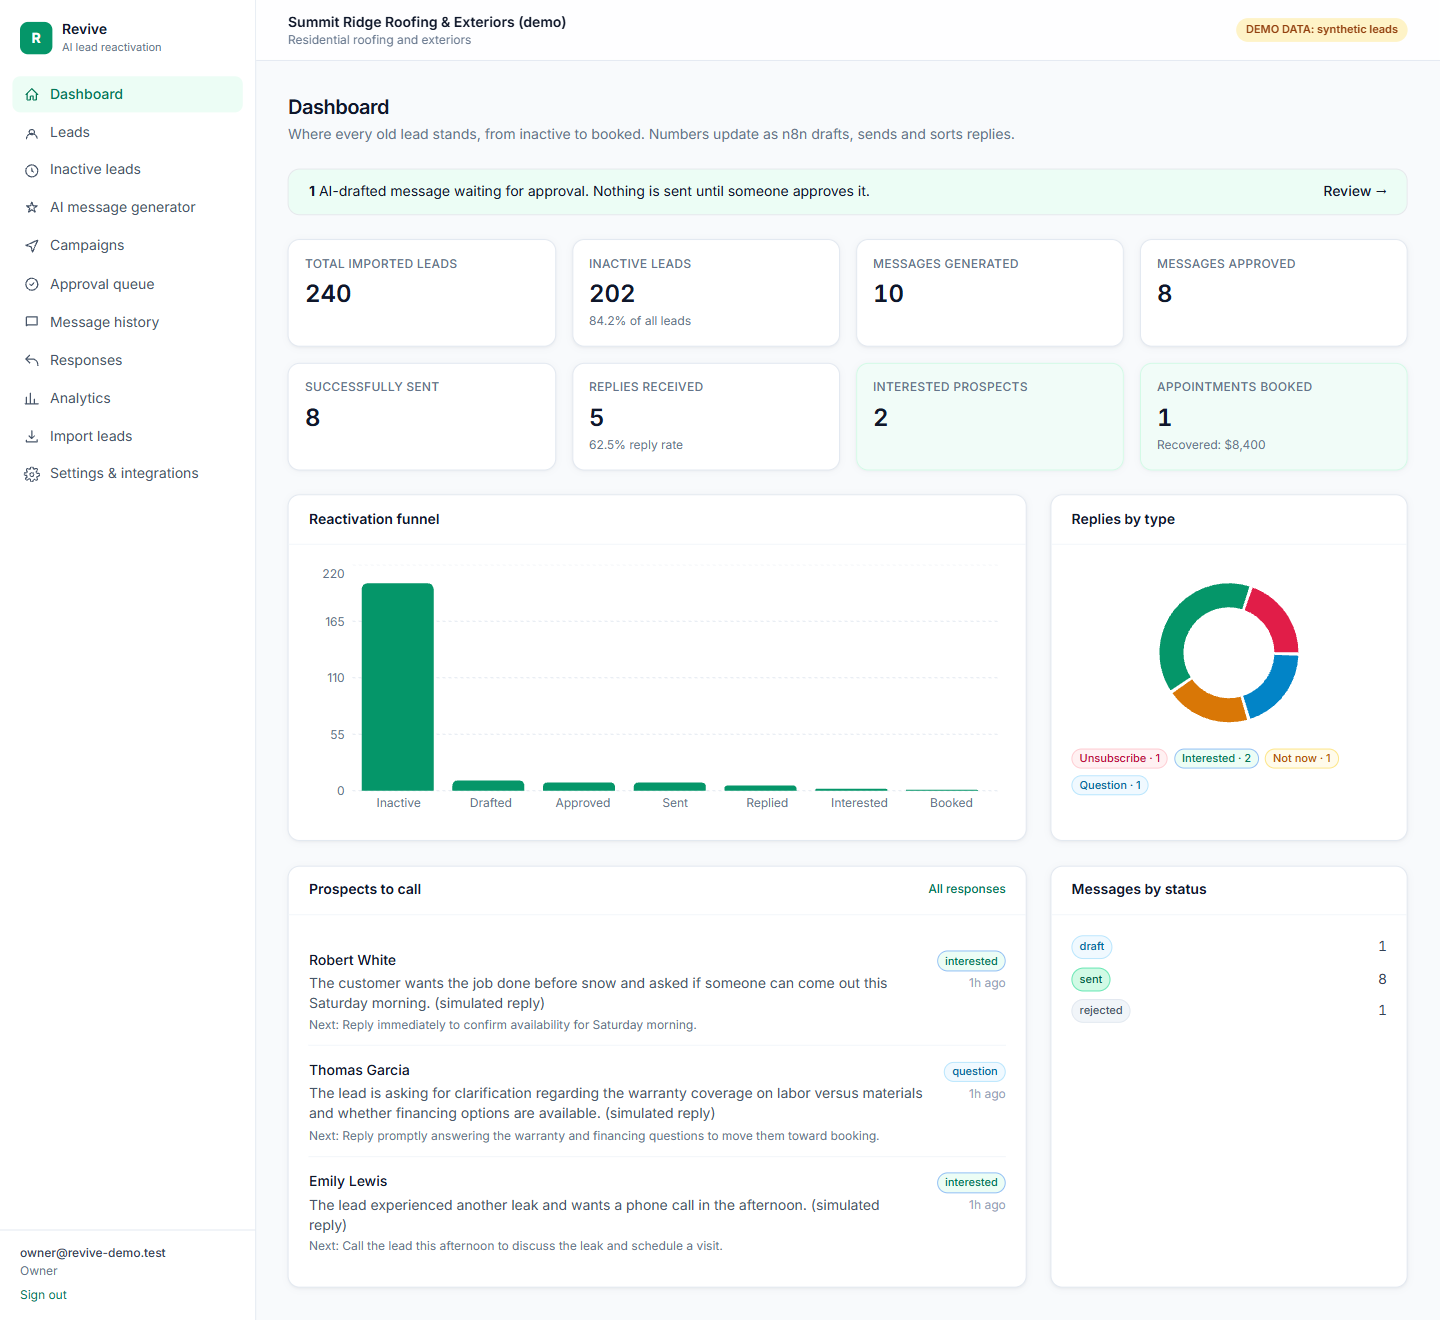 R
Revive
AI lead reactivation
Dashboard
Leads
Inactive leads
AI message generator
Campaigns
Approval queue
Message history
Responses
Analytics
Import leads
Settings & integrations
owner@revive-demo.test
Owner
Sign out
Summit Ridge Roofing & Exteriors (demo)
Residential roofing and exteriors
DEMO DATA: synthetic leads
Dashboard
Where every old lead stands, from inactive to booked. Numbers update as n8n drafts, sends and sorts replies.
1 AI-drafted message waiting for approval. Nothing is sent until someone approves it.
Review →
TOTAL IMPORTED LEADS
240
INACTIVE LEADS
202
84.2% of all leads
MESSAGES GENERATED
10
MESSAGES APPROVED
8
SUCCESSFULLY SENT
8
REPLIES RECEIVED
5
62.5% reply rate
INTERESTED PROSPECTS
2
APPOINTMENTS BOOKED
1
Recovered: $8,400
Reactivation funnel
220
165
110
55
0
Inactive
Drafted
Approved
Sent
Replied
Interested
Booked
Replies by type
Unsubscribe · 1
Interested · 2
Not now · 1
Question · 1
Prospects to call
All responses
Robert White
interested
The customer wants the job done before snow and asked if someone can come out this
1h ago
Saturday morning. (simulated reply)
Next: Reply immediately to confirm availability for Saturday morning.
Thomas Garcia
question
The lead is asking for clarification regarding the warranty coverage on labor versus materials
1h ago
and whether financing options are available. (simulated reply)
Next: Reply promptly answering the warranty and financing questions to move them toward booking.
Emily Lewis
interested
The lead experienced another leak and wants a phone call in the afternoon. (simulated
1h ago
reply)
Next: Call the lead this afternoon to discuss the leak and schedule a visit.
Messages by status
draft
1
sent
8
rejected
1